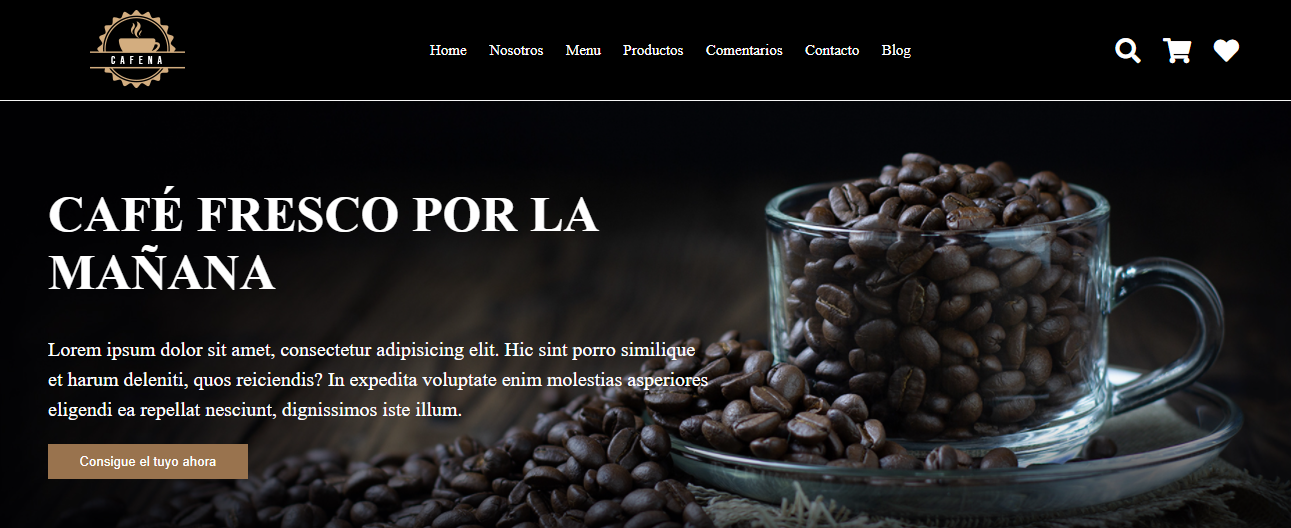 CAFENA
Home Nosotros Menu Productos Comentarios Contacto Blog
CAFÉ FRESCO POR LA
MAÑANA
Lorem ipsum dolor sit amet, consectetur adipisicing elit. Hic sint porro similique
et harum deleniti, quos reiciendis? In expedita voluptate enim molestias asperiores
eligendi ea repellat nesciunt, dignissimos iste illum.
Consigue el tuyo ahora